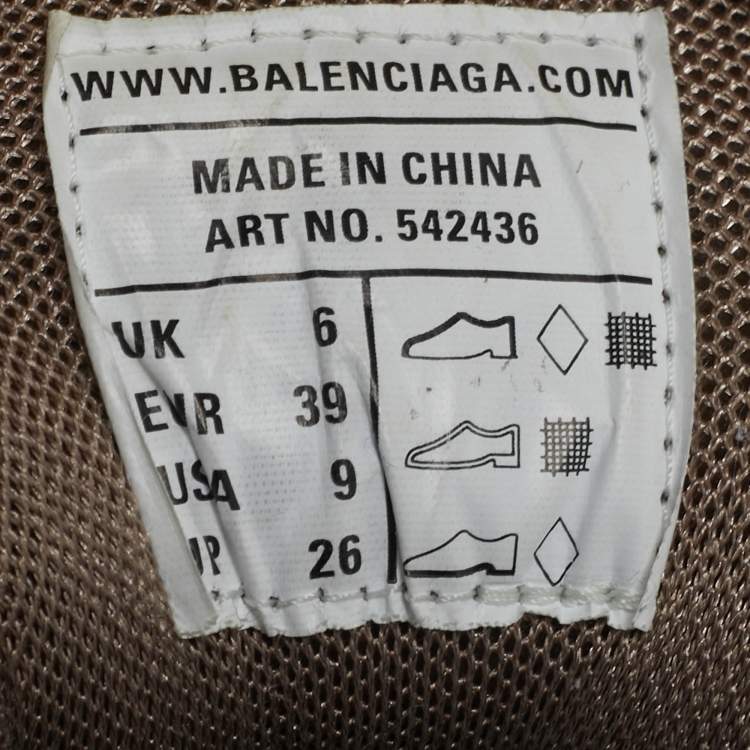 WWW.BALENCIAGA.COM
MADE IN CHINA
ART NO. 542436
UK 6
EUR 39
USA 9
JP 26